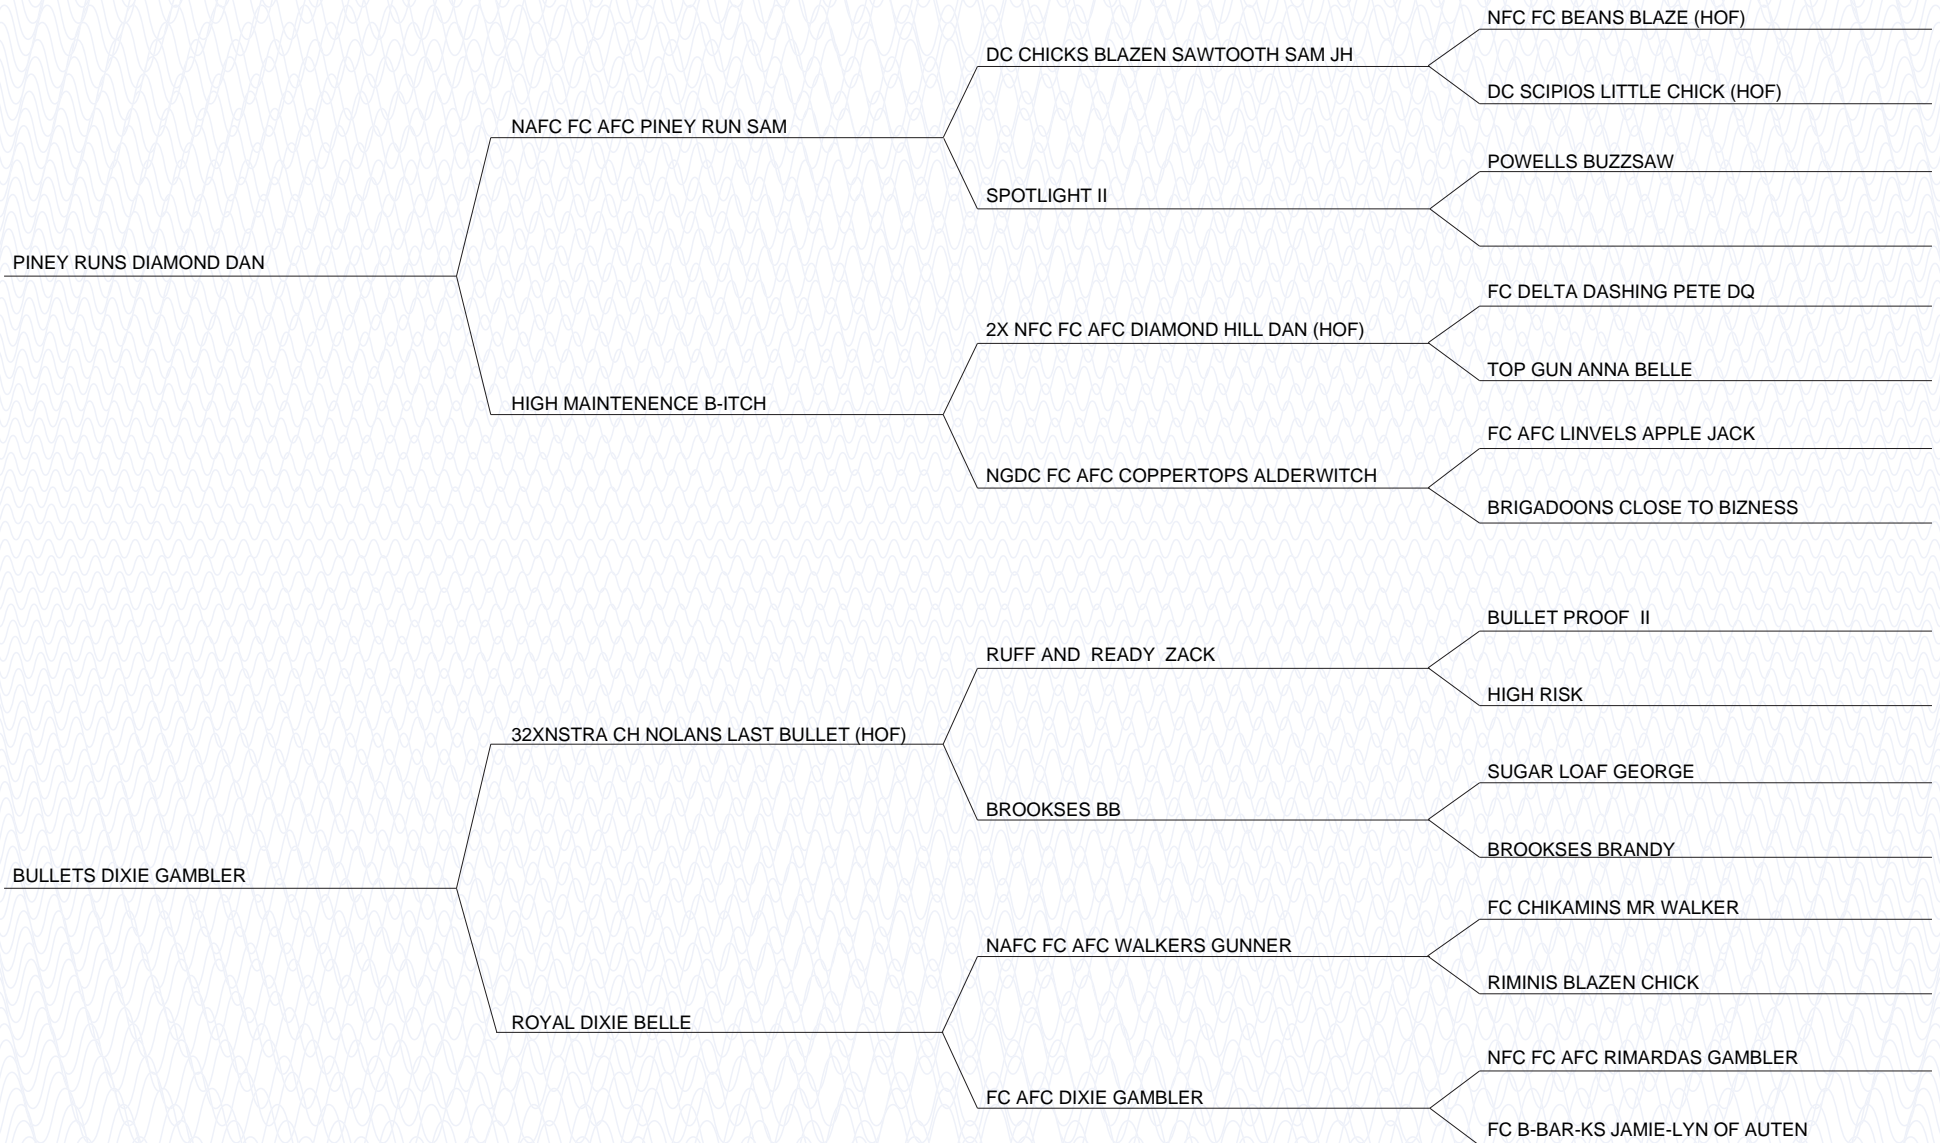 NFC FC BEANS BLAZE (HOF)
DC CHICKS BLAZEN SAWTOOTH SAM JH
DC SCIPIOS LITTLE CHICK (HOF)
NAFC FC AFC PINEY RUN SAM
POWELLS BUZZSAW
SPOTLIGHT II
PINEY RUNS DIAMOND DAN
FC DELTA DASHING PETE DQ
2X NFC FC AFC DIAMOND HILL DAN (HOF)
TOP GUN ANNA BELLE
HIGH MAINTENENCE B-ITCH
FC AFC LINVELS APPLE JACK
NGDC FC AFC COPPERTOPS ALDERWITCH
BRIGADOONS CLOSE TO BIZNESS
BULLET PROOF  II
RUFF AND  READY  ZACK
HIGH RISK
32XNSTRA CH NOLANS LAST BULLET (HOF)
SUGAR LOAF GEORGE
BROOKSES BB
BROOKSES BRANDY
BULLETS DIXIE GAMBLER
FC CHIKAMINS MR WALKER
NAFC FC AFC WALKERS GUNNER
RIMINIS BLAZEN CHICK
ROYAL DIXIE BELLE
NFC FC AFC RIMARDAS GAMBLER
FC AFC DIXIE GAMBLER
FC B-BAR-KS JAMIE-LYN OF AUTEN